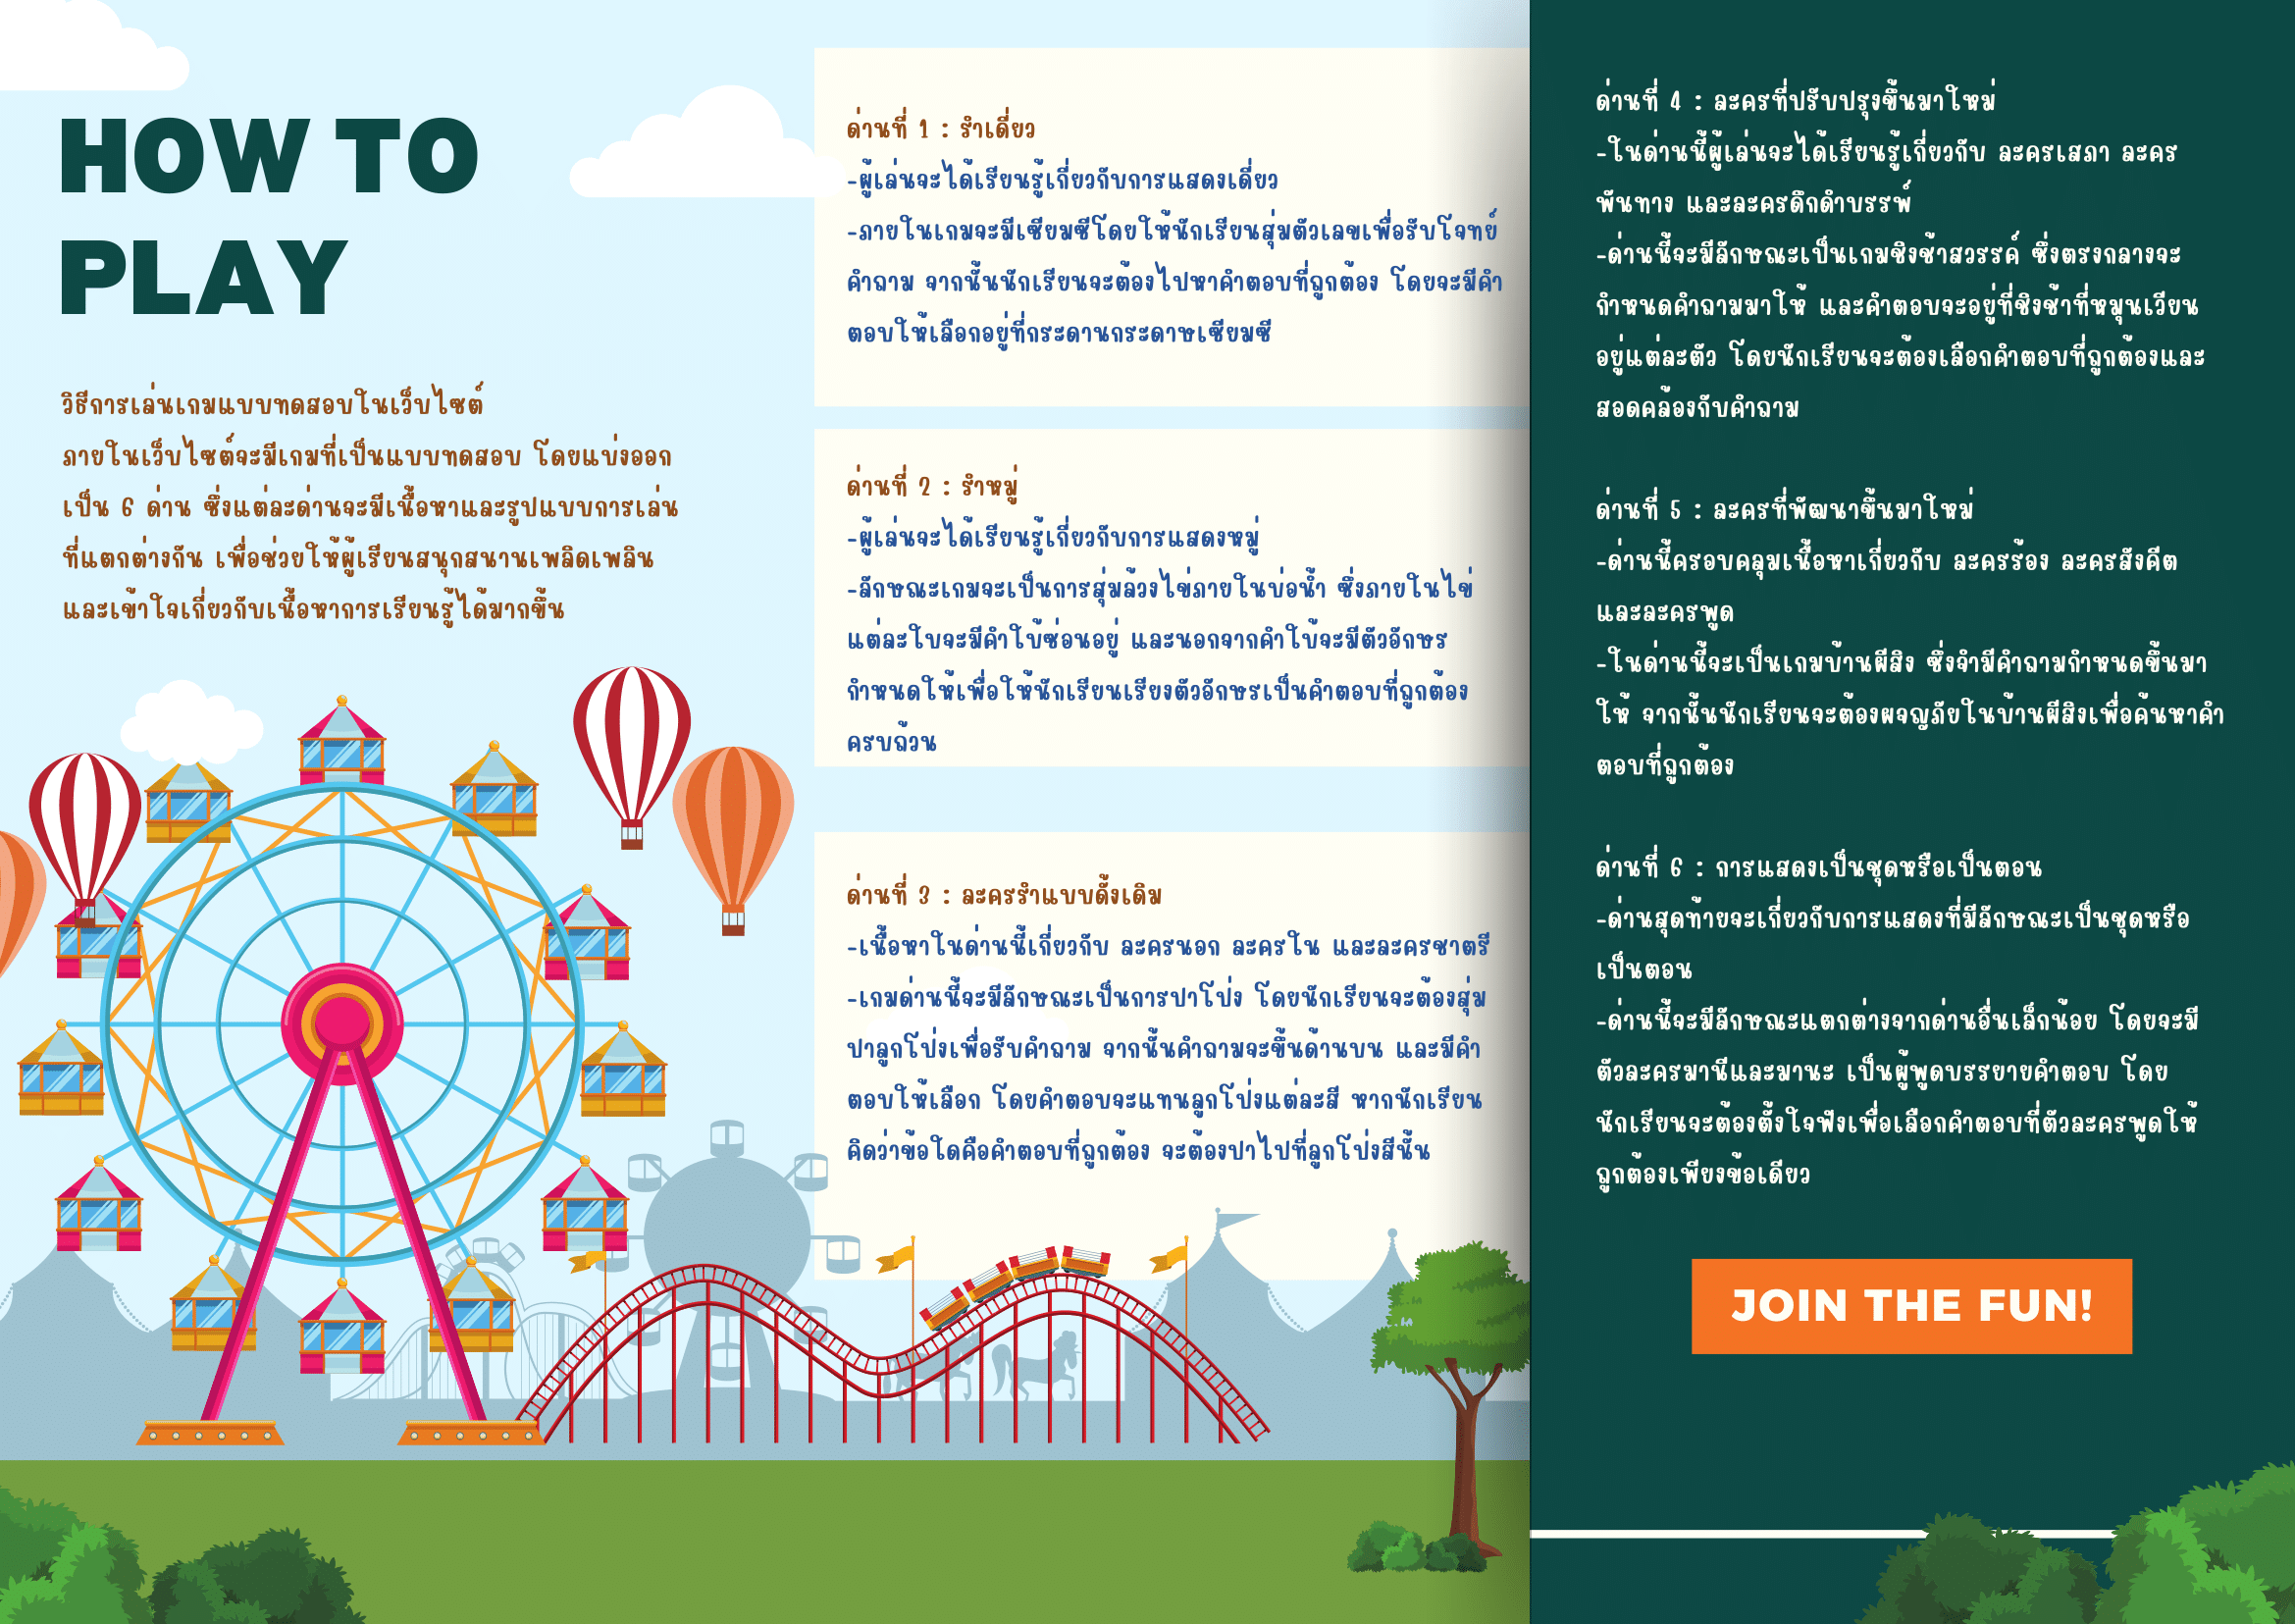 HOW TO
PLAY
วิธีการเล่นเกมแบบทดสอบในเว็บไซต์
ภายในเว็บไซต์จะมีเกมที่เป็นแบบทดสอบ โดยแบ่งออก
เป็น 6 ด่าน ซึ่งแต่ละด่านจะมีเนื้อหาและรูปแบบการเล่น
ที่แตกต่างกัน เพื่อช่วยให้ผู้เรียนสนุกสนานเพลิดเพลิน
และเข้าใจเกี่ยวกับเนื้อหาการเรียนรู้ได้มากขึ้น
ด่านที่ 1 : รำเดี่ยว
-ผู้เล่นจะได้เรียนรู้เกี่ยวกับการแสดงเดี่ยว
-ภายในเกมจะมีเซียมซีโดยให้นักเรียนสุ่มตัวเลขเพื่อรับโจทย์
คำถาม จากนั้นนักเรียนจะต้องไปหาคำตอบที่ถูกต้อง โดยจะมีคำ
ตอบให้เลือกอยู่ที่กระดานกระดาษเซียมซี
ด่านที่ 2 : รำหมู่
-ผู้เล่นจะได้เรียนรู้เกี่ยวกับการแสดงหมู่
-ลักษณะเกมจะเป็นการสุ่มล้วงไข่ภายในบ่อน้ำ ซึ่งภายในไข่
แต่ละใบจะมีคำใบ้ซ่อนอยู่ และนอกจากคำใบ้จะมีตัวอักษร
กำหนดให้เพื่อให้นักเรียนเรียงตัวอักษรเป็นคำตอบที่ถูกต้อง
ครบถ้วน
ด่านที่ 3 : ละครรำแบบดั้งเดิม
-เนื้อหาในด่านนี้เกี่ยวกับ ละครนอก ละครใน และละครชาตรี
-เกมด่านนี้จะมีลักษณะเป็นการปาโป่ง โดยนักเรียนจะต้องสุ่ม
ปาลูกโป่งเพื่อรับคำถาม จากนั้นคำถามจะขึ้นด้านบน และมีคำ
ตอบให้เลือก โดยคำตอบจะแทนลูกโป่งแต่ละสี หากนักเรียน
คิดว่าข้อใดคือคำตอบที่ถูกต้อง จะต้องปาไปที่ลูกโป่งสีนั้น
ด่านที่ 4 : ละครที่ปรับปรุงขึ้นมาใหม่
-ในด่านนี้ผู้เล่นจะได้เรียนรู้เกี่ยวกับ ละครเสภา ละคร
พันทาง และละครดึกดำบรรพ์
-ด่านนี้จะมีลักษณะเป็นเกมชิงช้าสวรรค์ ซึ่งตรงกลางจะ
กำหนดคำถามมาให้ และคำตอบจะอยู่ที่ชิงช้าที่หมุนเวียน
อยู่แต่ละตัว โดยนักเรียนจะต้องเลือกคำตอบที่ถูกต้องและ
สอดคล้องกับคำถาม
ด่านที่ 5 : ละครที่พัฒนาขึ้นมาใหม่
-ด่านนี้ครอบคลุมเนื้อหาเกี่ยวกับ ละครร้อง ละครสังคีต
และละครพูด
-ในด่านนี้จะเป็นเกมบ้านผีสิง ซึ่งจำมีคำถามกำหนดขึ้นมา
ให้ จากนั้นนักเรียนจะต้องผจญภัยในบ้านผีสิงเพื่อค้นหาคำ
ตอบที่ถูกต้อง
ด่านที่ 6 : การแสดงเป็นชุดหรือเป็นตอน
-ด่านสุดท้ายจะเกี่ยวกับการแสดงที่มีลักษณะเป็นชุดหรือ
เป็นตอน
-ด่านนี้จะมีลักษณะแตกต่างจากด่านอื่นเล็กน้อย โดยจะมี
ตัวละครมานีและมานะ เป็นผู้พูดบรรยายคำตอบ โดย
นักเรียนจะต้องตั้งใจฟังเพื่อเลือกคำตอบที่ตัวละครพูดให้
ถูกต้องเพียงข้อเดียว
JOIN THE FUN!